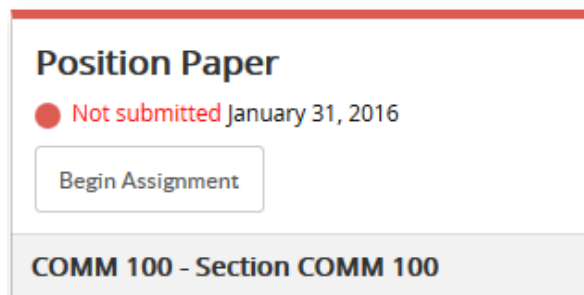 Position Paper
Not submitted January 31, 2016
Begin Assignment
COMM 100 - Section COMM 100